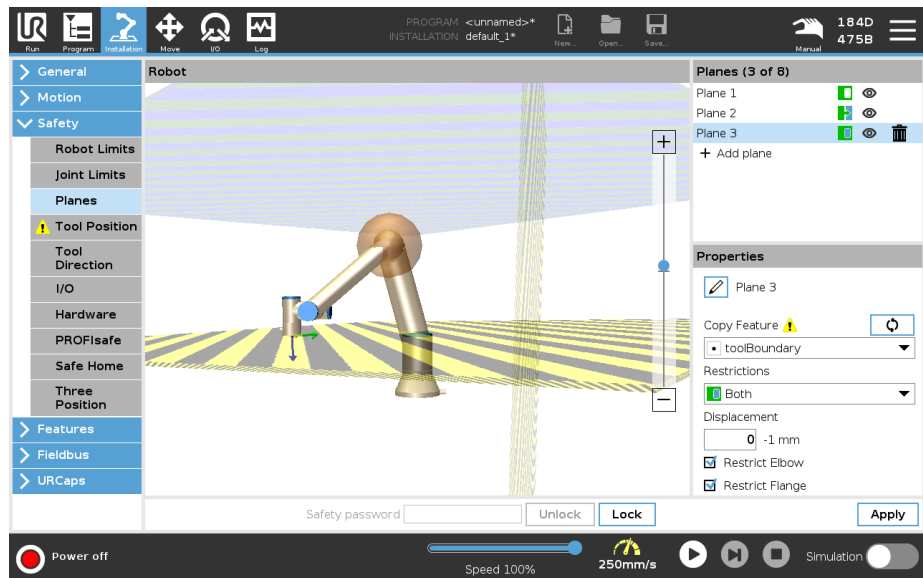 PROGRAM <unnamed>*
INSTALLATION default_1*
Run
Program
Installation
Move
I/O
Log
New...
Open...
Save...
Manual
184D
475B
General
Motion
Safety
Robot Limits
Joint Limits
Planes
Tool Position
Tool
Direction
I/O
Hardware
PROFIsafe
Safe Home
Three
Position
Features
Fieldbus
URCaps
Robot
+
−
Planes (3 of 8)
Plane 1
Plane 2
Plane 3
+ Add plane
Properties
Plane 3
Copy Feature
toolBoundary
Restrictions
Both
Displacement
0 -1 mm
Restrict Elbow
Restrict Flange
Safety password
Unlock
Lock
Apply
Power off
Speed 100%
250mm/s
Simulation